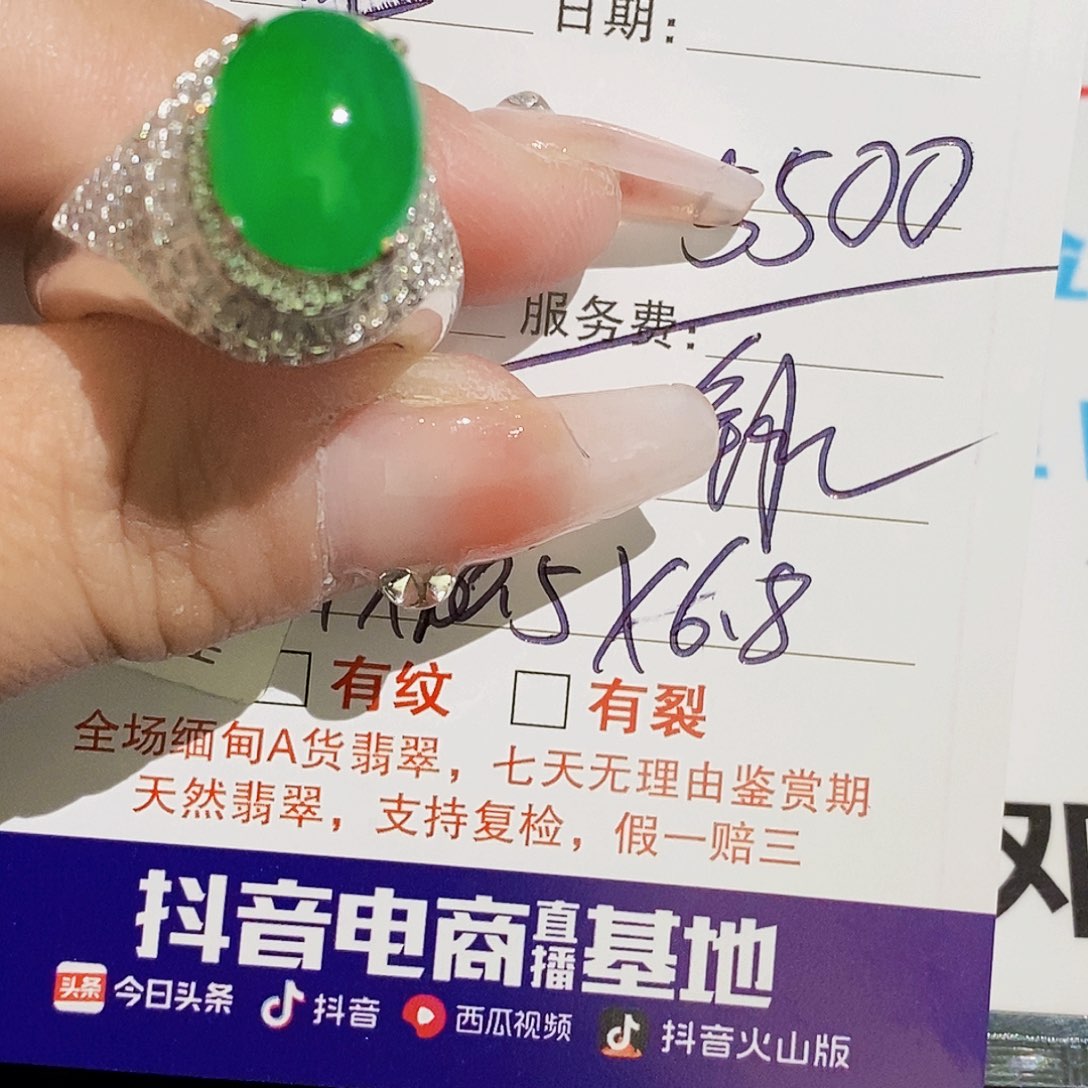 日期：
5500
服务费：
X6.8
有纹 有裂
全场缅甸A货翡翠，七天无理由鉴赏期
天然翡翠，支持复检，假一赔三
抖音电商直播基地
头条 今日头条 抖音 西瓜视频 抖音火山版